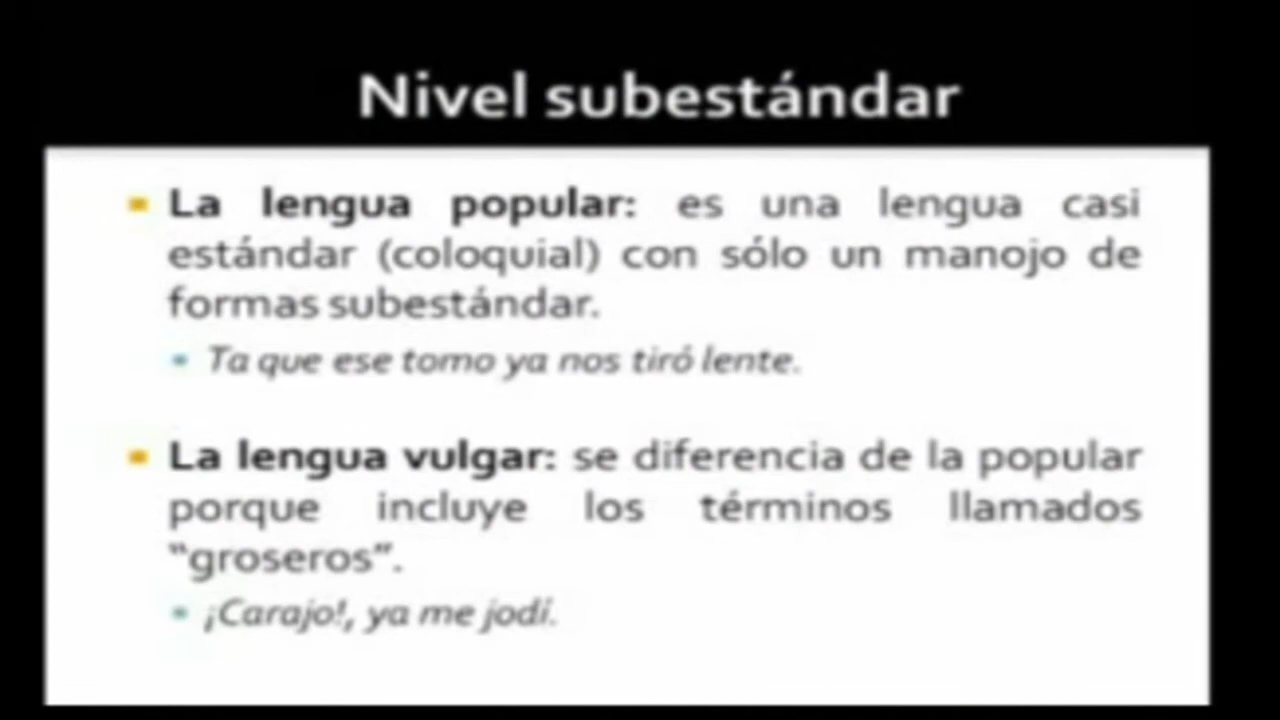 Nivel subestándar
La lengua popular: es una lengua casi
estándar (coloquial) con sólo un manojo de
formas subestándar.
Ta que ese tomo ya nos tiró lente.
La lengua vulgar: se diferencia de la popular
porque incluye los términos llamados
“groseros”.
¡Carajo!, ya me jodí.